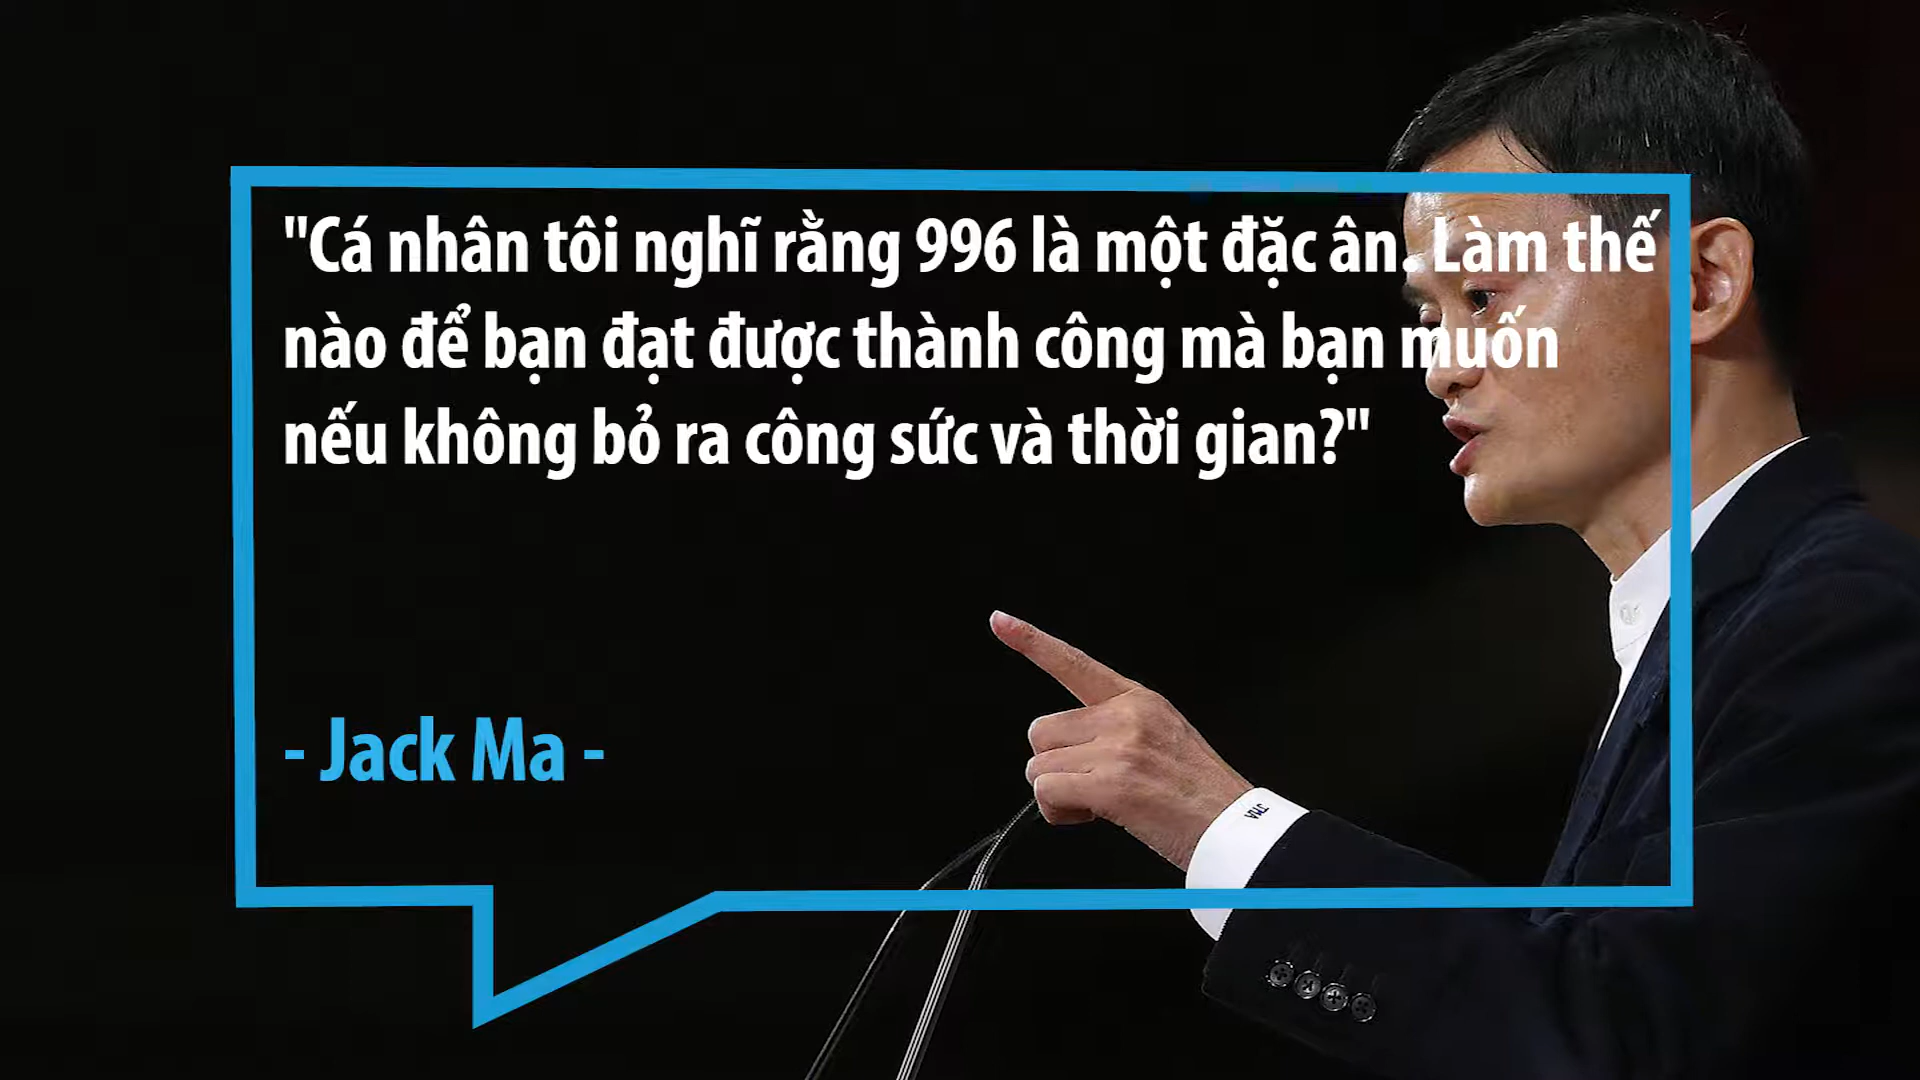 "Cá nhân tôi nghĩ rằng 996 là một đặc ân. Làm thế
nào để bạn đạt được thành công mà bạn muốn
nếu không bỏ ra công sức và thời gian?"
- Jack Ma -
JMA